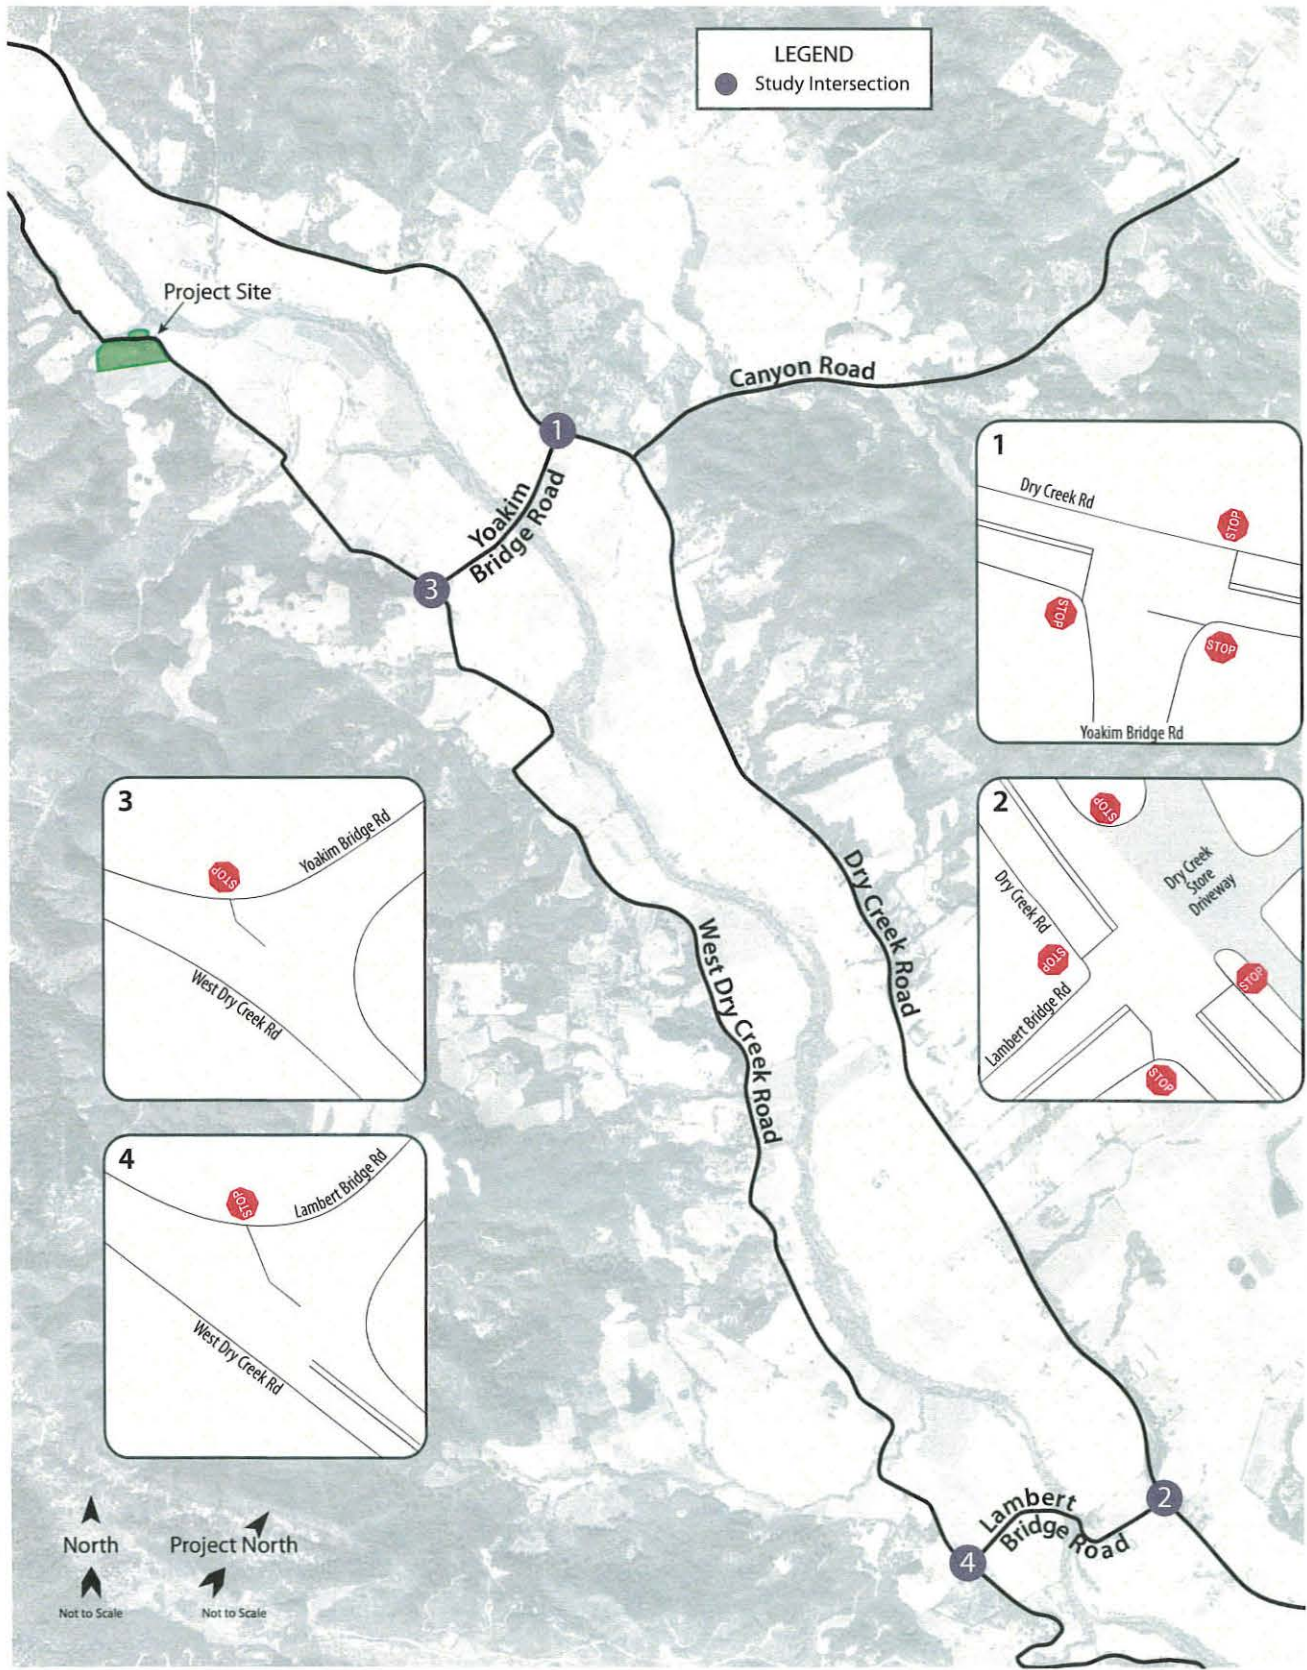 LEGEND
Study Intersection
Project Site
Canyon Road
1
Yoakim
Bridge Road
3
1
Dry Creek Rd
STOP
STOP
STOP
Yoakim Bridge Rd
3
Yoakim Bridge Rd
STOP
West Dry Creek Rd
2
STOP
Dry Creek
Store
Driveway
Dry Creek Rd
STOP
STOP
Lambert Bridge Rd
STOP
Dry Creek Road
West Dry Creek Road
4
Lambert Bridge Rd
STOP
West Dry Creek Rd
2
Lambert
Bridge Road
4
North
Project North
Not to Scale
Not to Scale